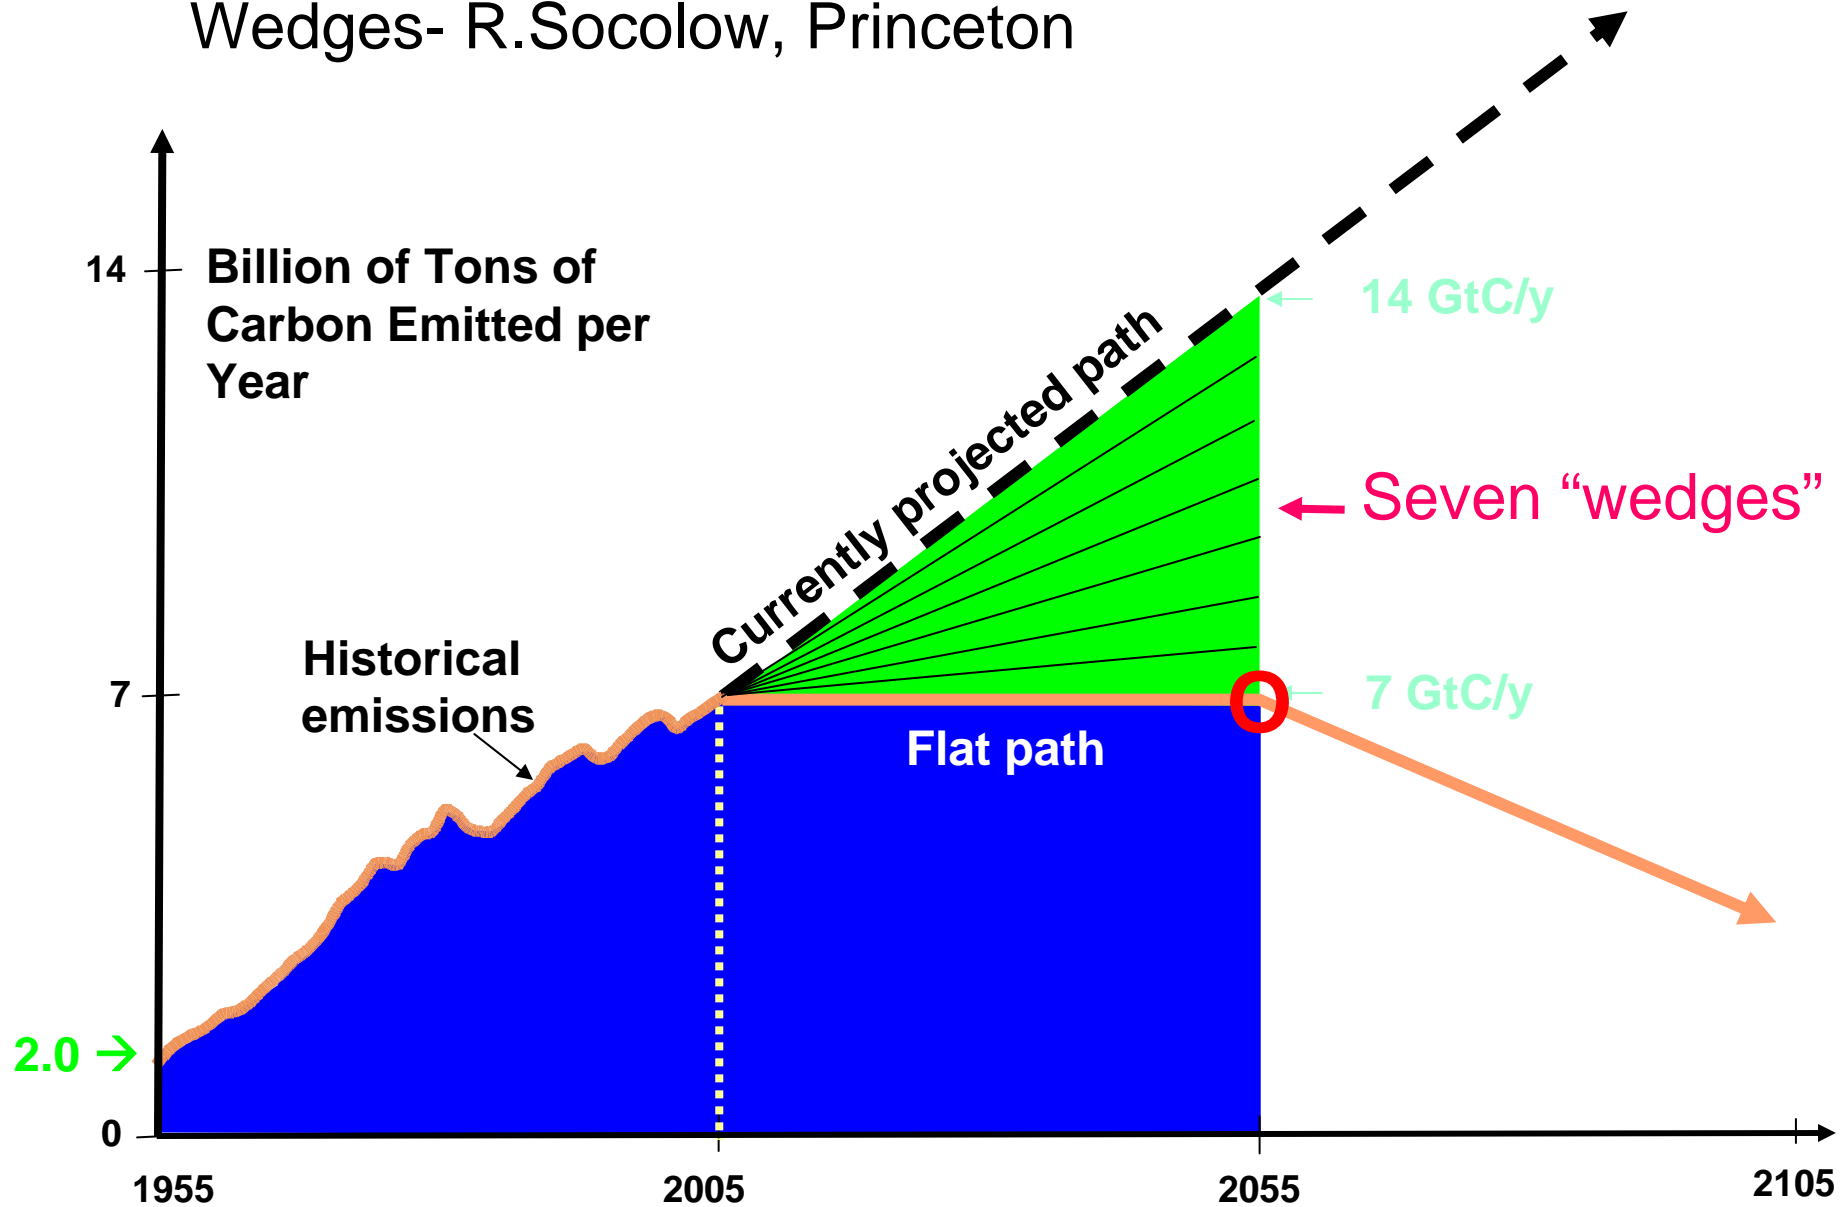 Wedges- R.Socolow, Princeton
14
Billion of Tons of
Carbon Emitted per
Year
14 GtC/y
Currently projected path
Seven “wedges”
Historical
emissions
7
7 GtC/y
Flat path
O
2.0 →
0
1955
2005
2055
2105